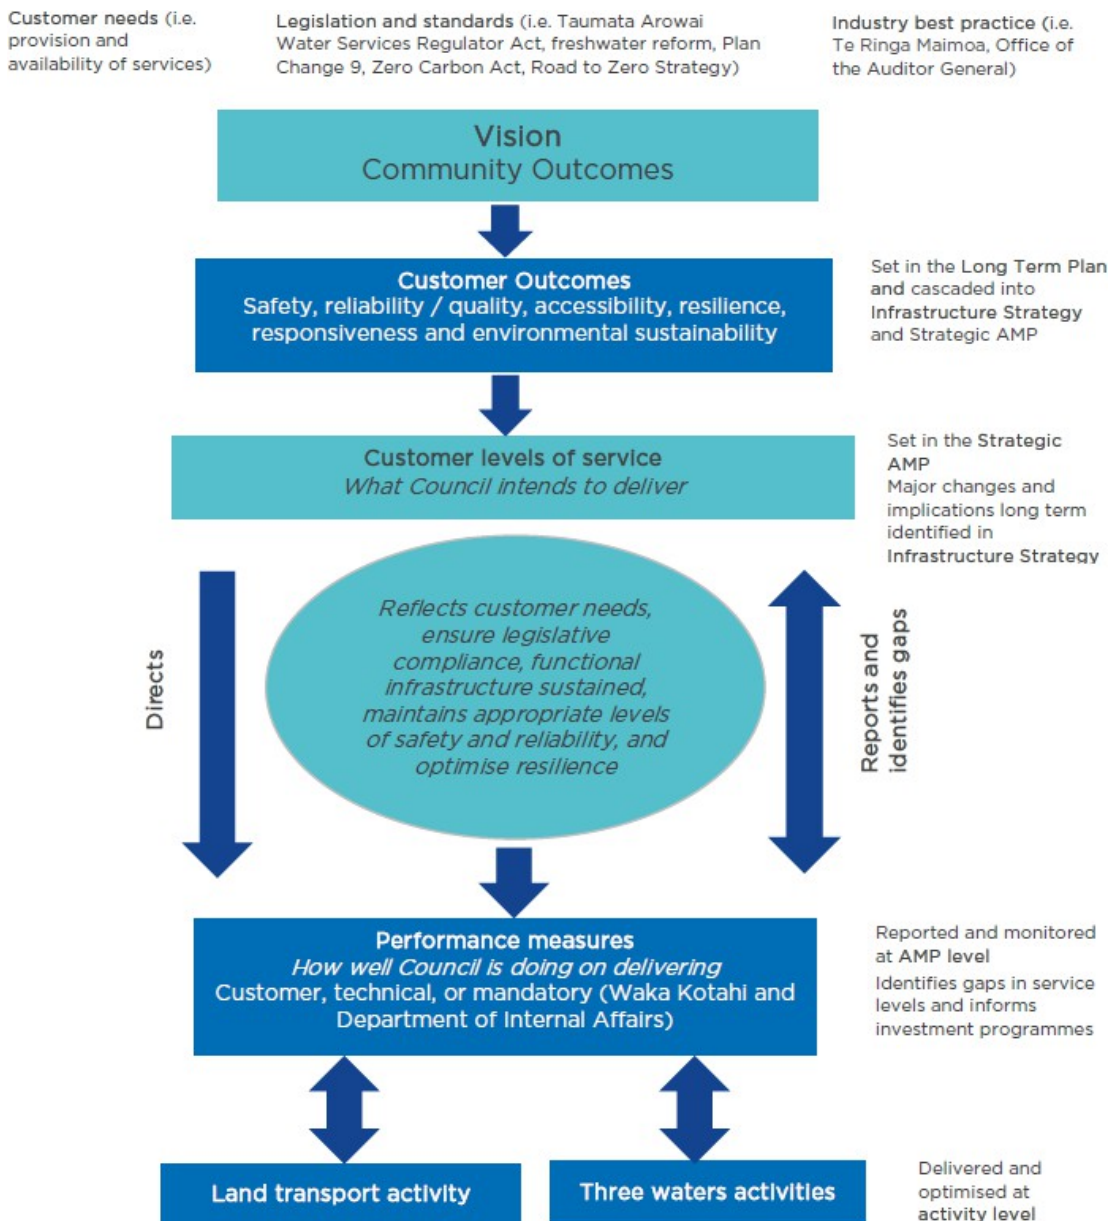 Customer needs (i.e.
provision and
availability of services)
Legislation and standards (i.e. Taumata Arowai
Water Services Regulator Act, freshwater reform, Plan
Change 9, Zero Carbon Act, Road to Zero Strategy)
Industry best practice (i.e.
Te Ringa Maimoa, Office of
the Auditor General)
Vision
Community Outcomes
Customer Outcomes
Safety, reliability / quality, accessibility, resilience,
responsiveness and environmental sustainability
Set in the Long Term Plan
and cascaded into
Infrastructure Strategy
and Strategic AMP
Customer levels of service
What Council intends to deliver
Set in the Strategic
AMP
Major changes and
implications long term
identified in
Infrastructure Strategy
Directs
Reflects customer needs,
ensure legislative
compliance, functional
infrastructure sustained,
maintains appropriate levels
of safety and reliability, and
optimise resilience
Reports and
identifies gaps
Performance measures
How well Council is doing on delivering
Customer, technical, or mandatory (Waka Kotahi and
Department of Internal Affairs)
Reported and monitored
at AMP level
Identifies gaps in service
levels and informs
investment programmes
Land transport activity
Three waters activities
Delivered and
optimised at
activity level